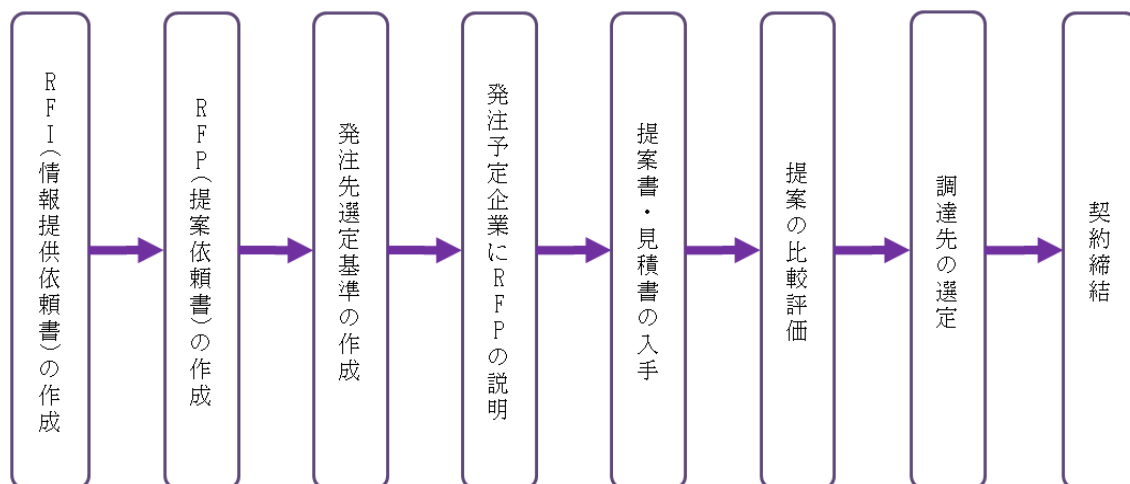 RFI(情報提供依頼書)の作成
RFP(提案依頼書)の作成
発注先選定基準の作成
発注予定企業にRFPの説明
提案書・見積書の入手
提案の比較評価
調達先の選定
契約締結